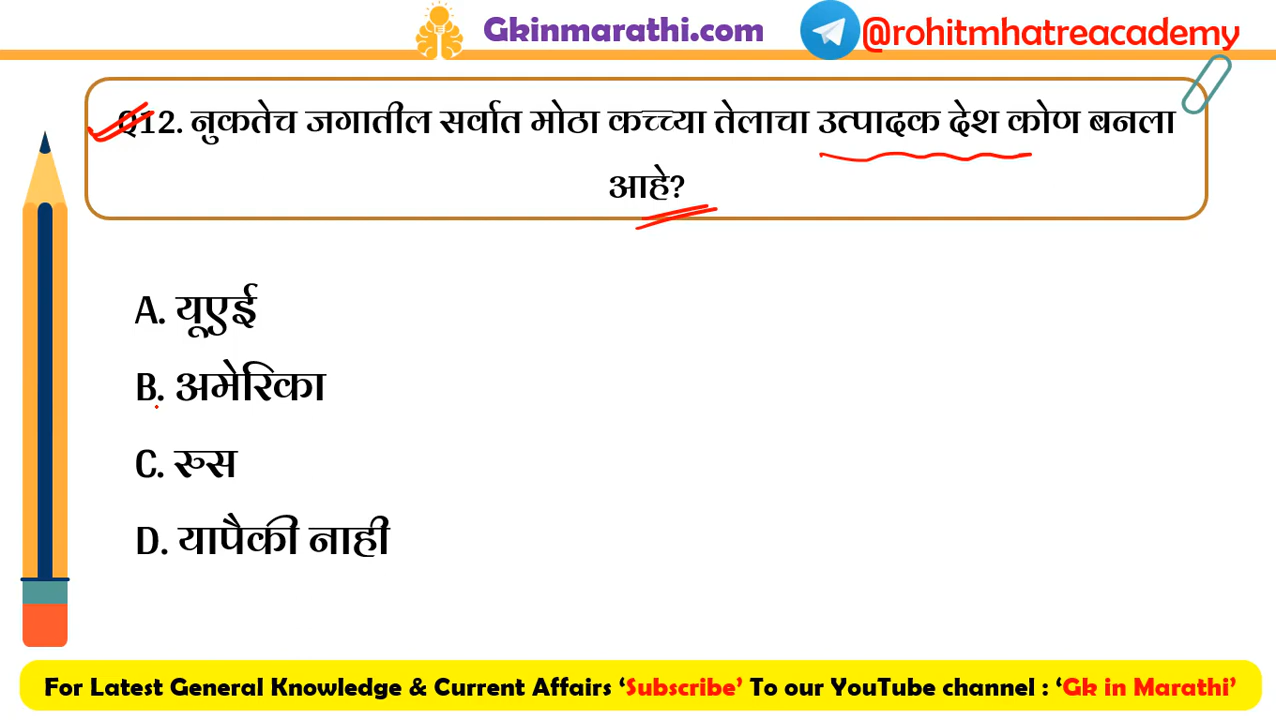 Gkinmarathi.com
@rohitmhatreacademy
Q12. नुकतेच जगातील सर्वात मोठा कच्च्या तेलाचा उत्पादक देश कोण बनला
आहे?
A. यूएई
B. अमेरिका
C. रुस
D. यापैकी नाही
For Latest General Knowledge & Current Affairs ‘Subscribe’ To our YouTube channel : ‘Gk in Marathi’